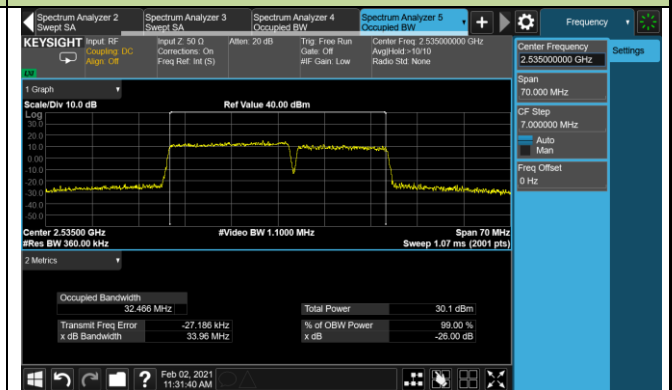 Spectrum Analyzer 2
Swept SA
Spectrum Analyzer 3
Swept SA
Spectrum Analyzer 4
Occupied BW
Spectrum Analyzer 5
Occupied BW
Frequency
KEYSIGHT
Input: RF
Coupling: DC
Align: Off
Input Z: 50 Ω
Corrections: On
Freq Ref: Int (S)
Atten: 20 dB
Trig: Free Run
Gate: Off
#IF Gain: Low
Center Freq: 2.535000000 GHz
Avg|Hold:>10/10
Radio Std: None
Center Frequency
2.535000000 GHz
Settings
Span
70.000 MHz
CF Step
7.000000 MHz
Auto
Man
Freq Offset
0 Hz
1 Graph
Scale/Div 10.0 dB
Ref Value 40.00 dBm
Log
30.0
20.0
10.0
0.00
-10.0
-20.0
-30.0
-40.0
-50.0
Center 2.53500 GHz
#Video BW 1.1000 MHz
Span 70 MHz
#Res BW 360.00 kHz
Sweep 1.07 ms (2001 pts)
2 Metrics
Occupied Bandwidth
32.466 MHz
Total Power
30.1 dBm
Transmit Freq Error
-27.186 kHz
% of OBW Power
99.00 %
x dB Bandwidth
33.96 MHz
x dB
-26.00 dB
Feb 02, 2021
11:31:40 AM